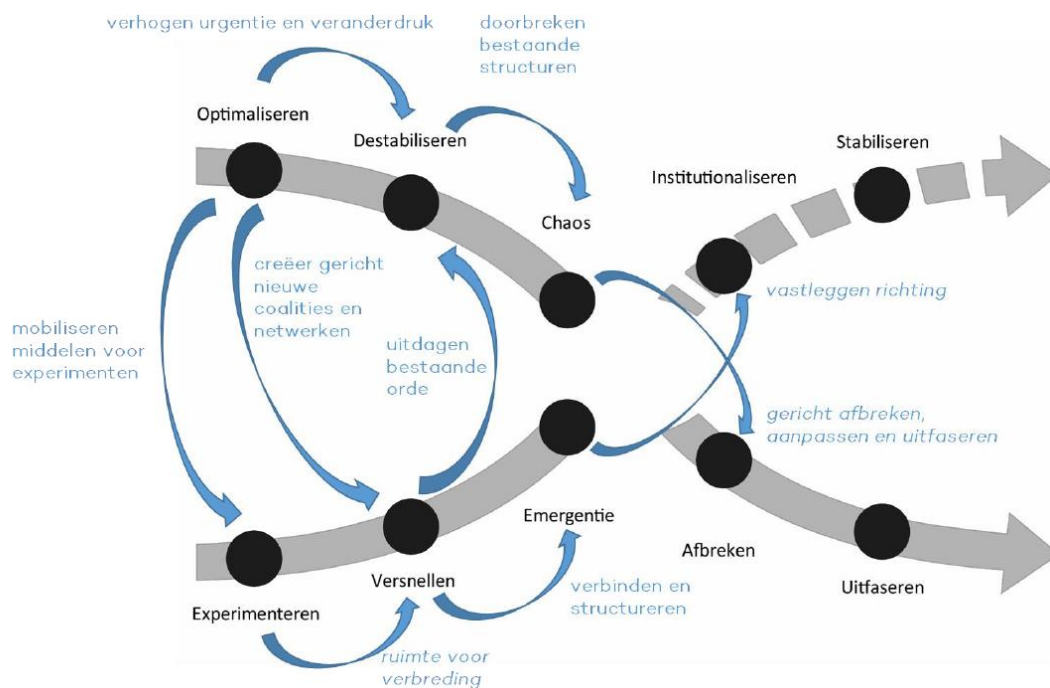 verhogen urgentie en veranderdruk
doorbreken
bestaande
structuren
Optimaliseren
Destabiliseren
Chaos
Institutionaliseren
Stabiliseren
creëer gericht
nieuwe
coalities en
netwerken
mobiliseren
middelen voor
experimenten
uitdagen
bestaande
orde
vastleggen richting
gericht afbreken,
aanpassen en uitfaseren
Experimenteren
Versnellen
Emergentie
Afbreken
Uitfaseren
verbinden en
structureren
ruimte voor
verbreding